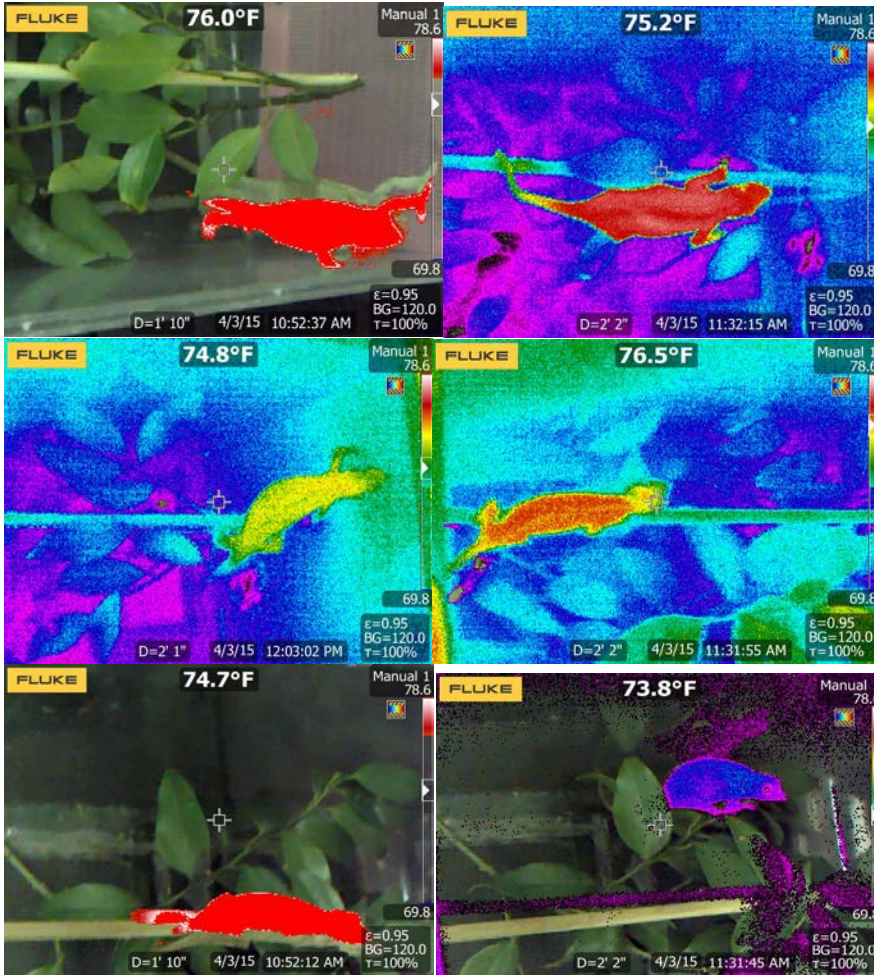 FLUKE 76.0°F Manual 1
78.6
69.8
ε=0.95
BG=120.0
D=1' 10" 4/3/15 10:52:37 AM τ=100%
FLUKE 75.2°F Manual 1
78.6
69.8
ε=0.95
BG=120.0
D=2' 2" 4/3/15 11:32:15 AM τ=100%
FLUKE 74.8°F Manual 1
78.6
69.8
ε=0.95
BG=120.0
D=2' 1" 4/3/15 12:03:02 PM τ=100%
FLUKE 76.5°F Manual 1
78.6
69.8
ε=0.95
BG=120.0
D=2' 2" 4/3/15 11:31:55 AM τ=100%
FLUKE 74.7°F Manual 1
78.6
69.8
ε=0.95
BG=120.0
D=1' 10" 4/3/15 10:52:12 AM τ=100%
FLUKE 73.8°F Manual
78.6
69.8
ε=0.95
BG=120.0
D=2' 2" 4/3/15 11:31:45 AM τ=100%